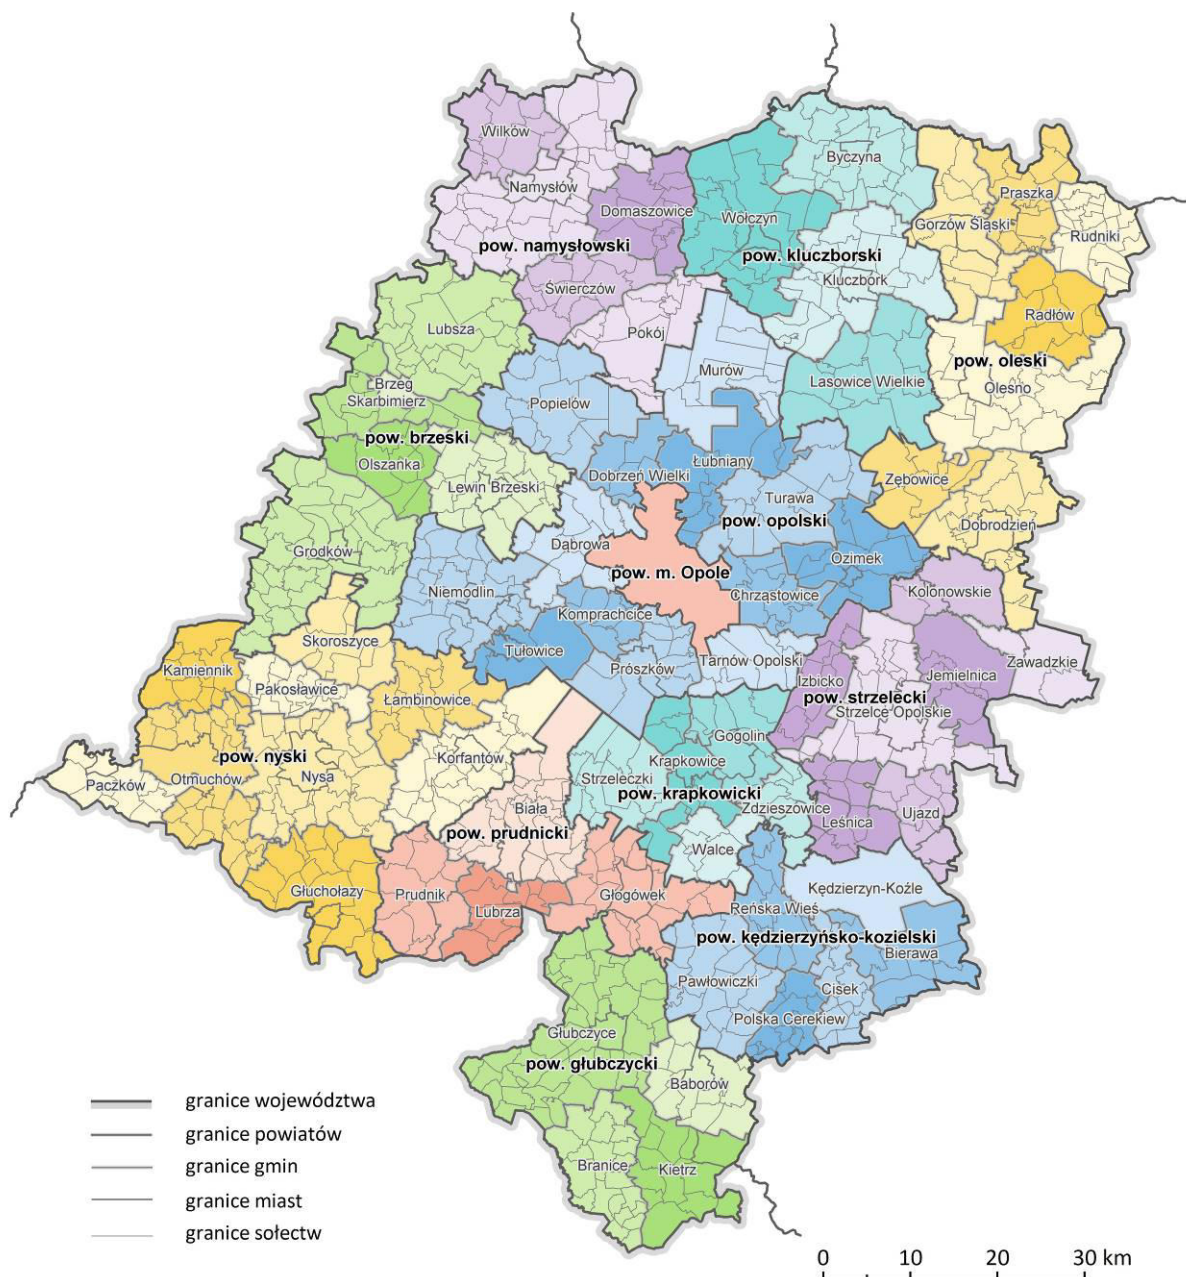 Wilków
Byczyna
Praszka
Namysłów
Domaszowice
Wołczyn
Gorzów Śląski
Rudniki
pow. namysłowski
pow. kluczborski
Kluczbork
Świerczów
Lubsza
Pokój
Radłów
Murów
Lasowice Wielkie
pow. oleski
Olesno
Brzeg
Skarbimierz
Popielów
pow. brzeski
Olszanka
Łubniany
Dobrzeń Wielki
Zębowice
Lewin Brzeski
Turawa
pow. opolski
Dobrodzień
Grodków
Dąbrowa
Ozimek
pow. m. Opole
Niemodlin
Chrząstowice
Kolonowskie
Komprachcice
Skoroszyce
Tułowice
Prószków
Tarnów Opolski
Zawadzkie
Kamiennik
Izbicko
Jemielnica
Pakosławice
Łambinowice
pow. strzelecki
Strzelce Opolskie
Gogolin
pow. nyski
Korfantów
Krapkowice
Paczków
Otmuchów
Nysa
Strzeleczki
pow. krapkowicki
Biała
Zdzieszowice
Ujazd
Leśnica
pow. prudnicki
Walce
Głuchołazy
Prudnik
Głogówek
Kędzierzyn-Koźle
Lubrza
Reńska Wieś
pow. kędzierzyńsko-kozielski
Bierawa
Pawłowiczki
Cisek
Polska Cerekiew
Głubczyce
pow. głubczycki
Baborów
granice województwa
granice powiatów
granice gmin
Branice
Kietrz
granice miast
granice sołectw
0 10 20 30 km